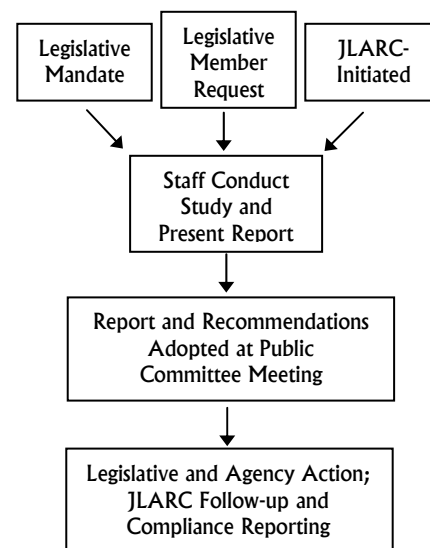 Legislative
Mandate
Legislative
Member
Request
JLARC-
Initiated
Staff Conduct
Study and
Present Report
Report and Recommendations
Adopted at Public
Committee Meeting
Legislative and Agency Action;
JLARC Follow-up and
Compliance Reporting